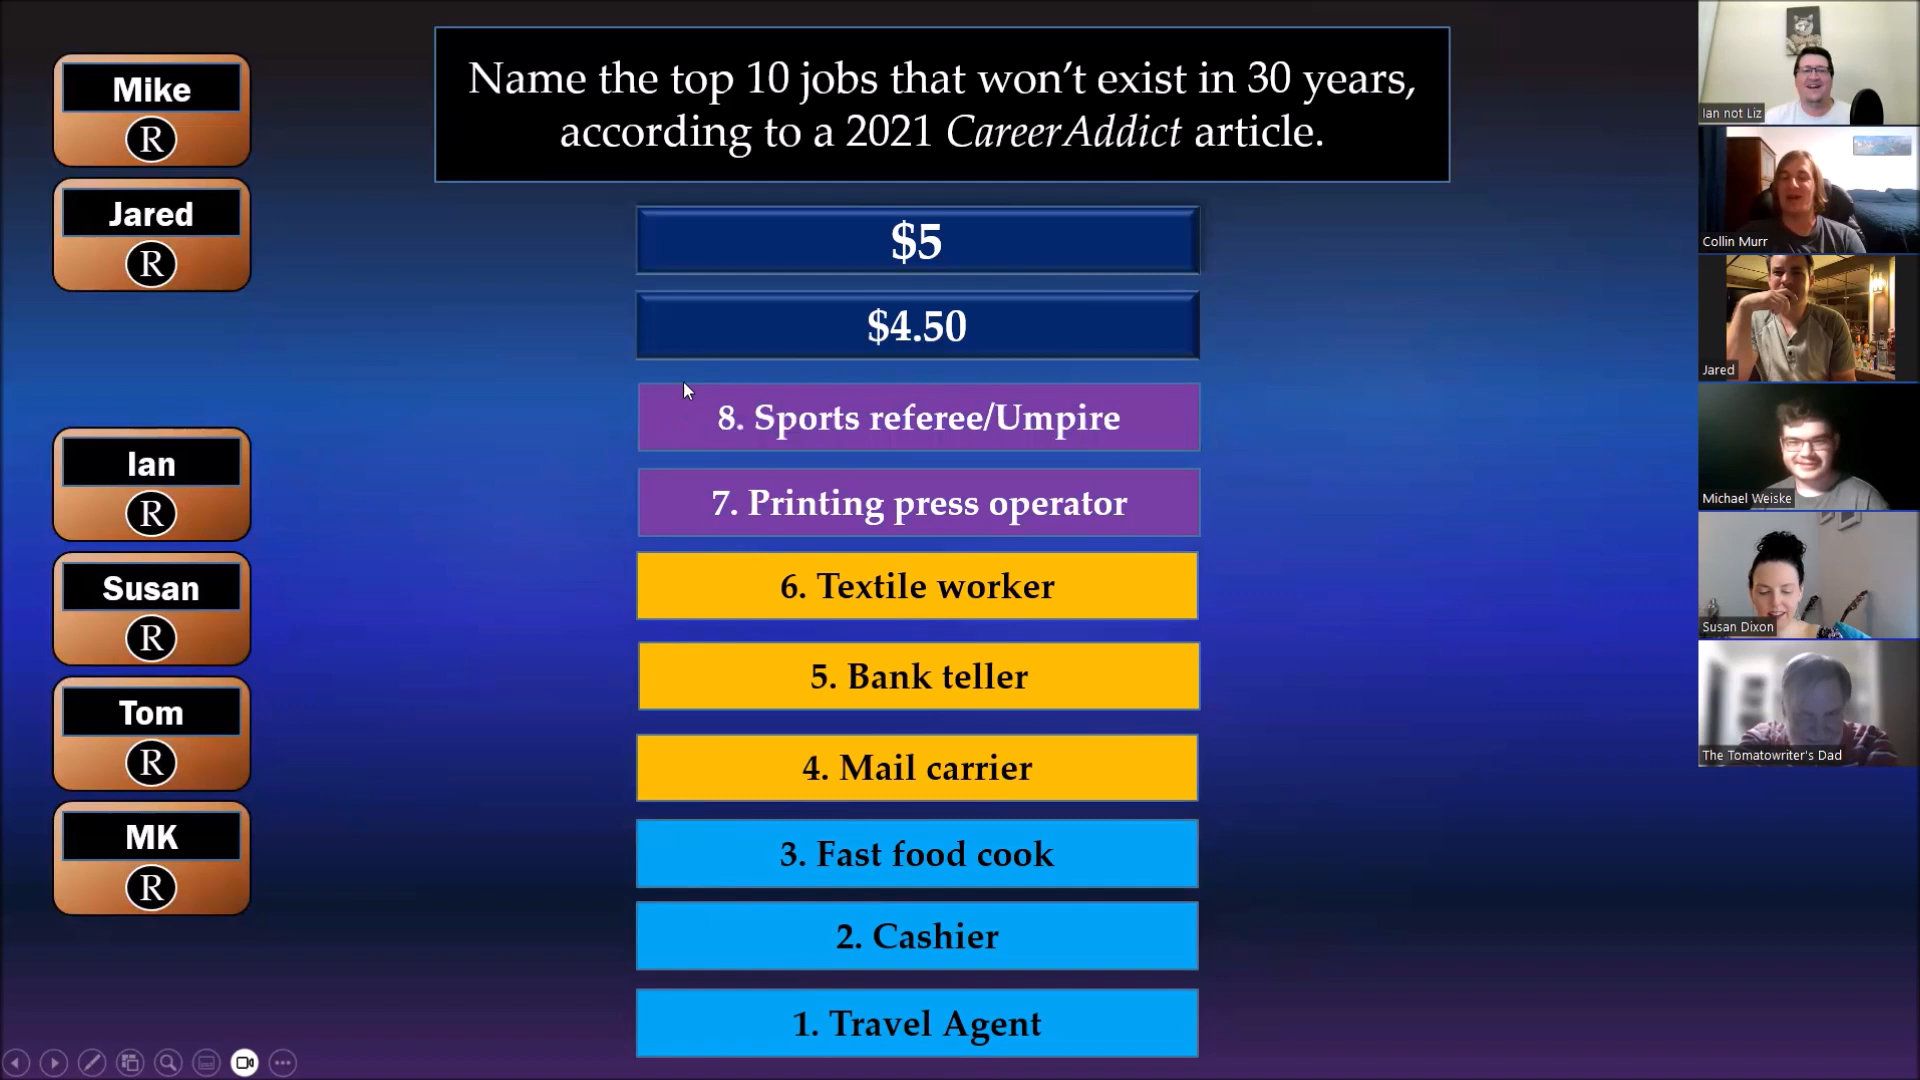 Name the top 10 jobs that won't exist in 30 years,
according to a 2021 CareerAddict article.
Mike
R
Jared
R
Ian
R
Susan
R
Tom
R
MK
R
$5
$4.50
8. Sports referee/Umpire
7. Printing press operator
6. Textile worker
5. Bank teller
4. Mail carrier
3. Fast food cook
2. Cashier
1. Travel Agent
Ian not Liz
Collin Murr
Jared
Michael Weiske
Susan Dixon
The Tomatowriter's Dad